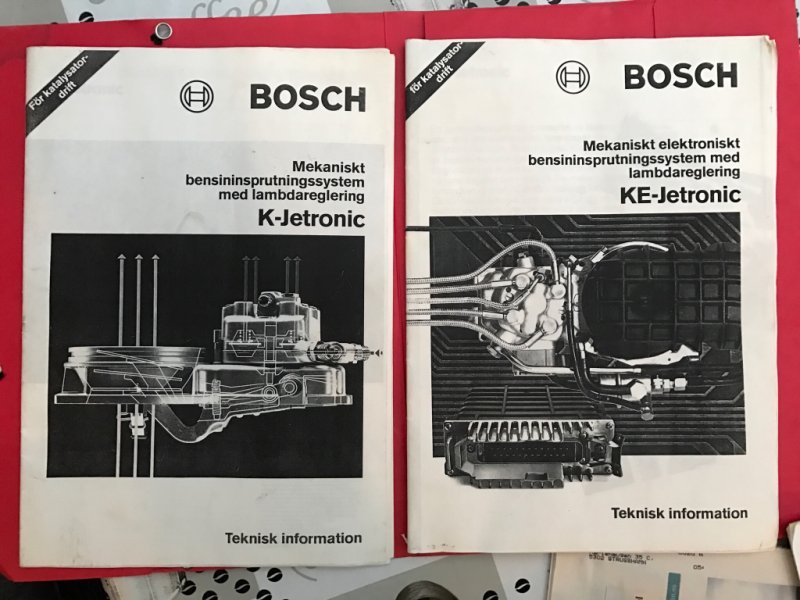 För katalysator-
drift
BOSCH
Mekaniskt
bensininsprutningssystem
med lambdareglering
K-Jetronic
Teknisk information
för katalysator-
drift
BOSCH
Mekaniskt elektroniskt
bensininsprutningssystem med
lambdareglering
KE-Jetronic
Teknisk information
35 C.